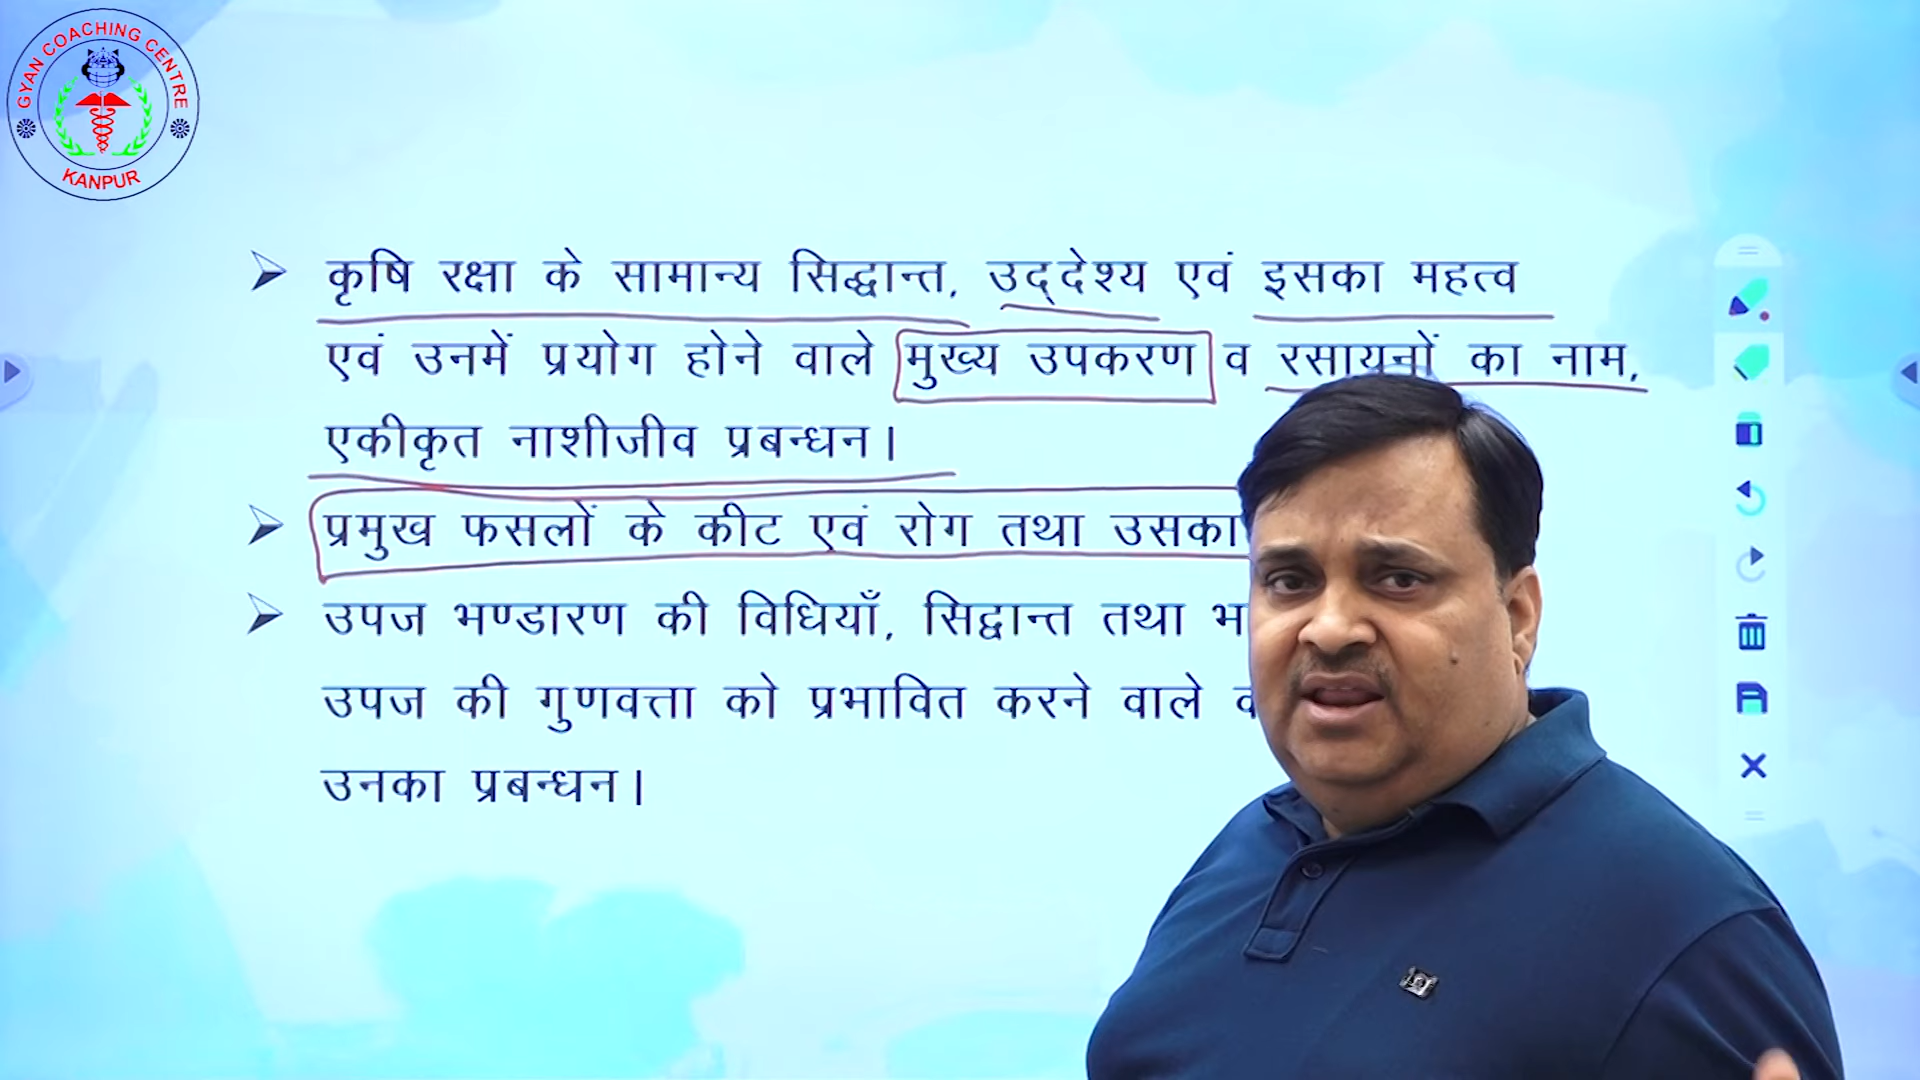 GYAN COACHING CENTRE
KANPUR
कृषि रक्षा के सामान्य सिद्धान्त, उद्देश्य एवं इसका महत्व
एवं उनमें प्रयोग होने वाले मुख्य उपकरण व रसायनों का नाम,
एकीकृत नाशीजीव प्रबन्धन।
प्रमुख फसलों के कीट एवं रोग तथा उसका
उपज भण्डारण की विधियाँ, सिद्वान्त तथा
उपज की गुणवत्ता को प्रभावित करने वाले
उनका प्रबन्धन।